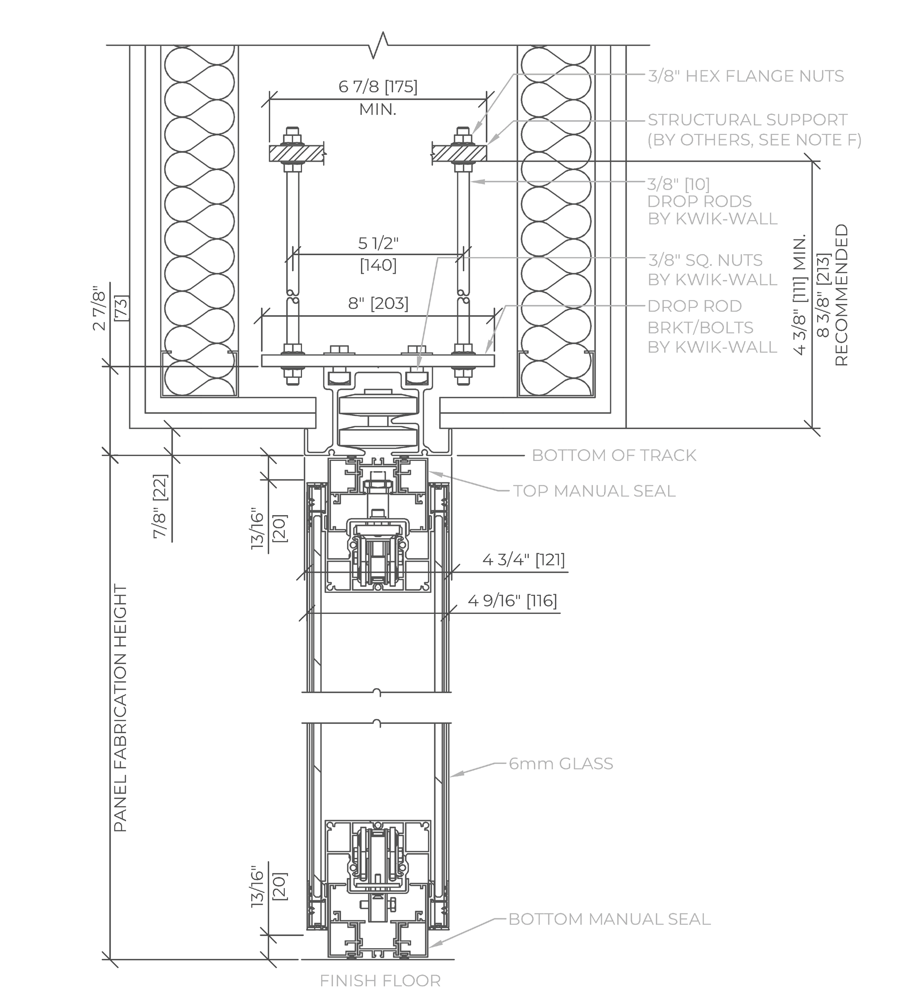 3/8" HEX FLANGE NUTS
6 7/8 [175]
MIN.
STRUCTURAL SUPPORT
(BY OTHERS, SEE NOTE F)
3/8" [10]
DROP RODS
BY KWIK-WALL
5 1/2"
[140]
3/8" SQ. NUTS
BY KWIK-WALL
4 3/8" [111] MIN.
8 3/8" [213]
RECOMMENDED
2 7/8"
[73]
8" [203]
DROP ROD
BRKT/BOLTS
BY KWIK-WALL
BOTTOM OF TRACK
TOP MANUAL SEAL
7/8" [22]
13/16"
[20]
4 3/4" [121]
4 9/16" [116]
PANEL FABRICATION HEIGHT
6mm GLASS
13/16"
[20]
BOTTOM MANUAL SEAL
FINISH FLOOR